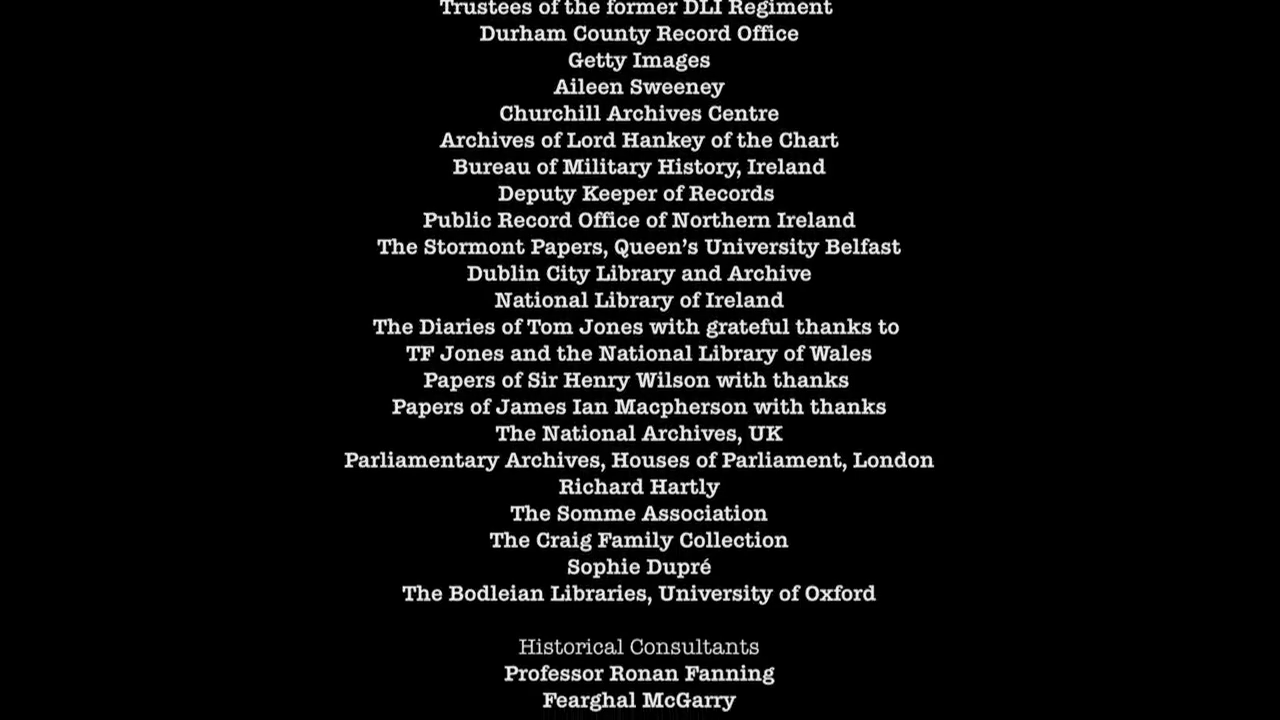 Trustees of the former DLI Regiment
Durham County Record Office
Getty Images
Aileen Sweeney
Churchill Archives Centre
Archives of Lord Hankey of the Chart
Bureau of Military History, Ireland
Deputy Keeper of Records
Public Record Office of Northern Ireland
The Stormont Papers, Queen's University Belfast
Dublin City Library and Archive
National Library of Ireland
The Diaries of Tom Jones with grateful thanks to
TF Jones and the National Library of Wales
Papers of Sir Henry Wilson with thanks
Papers of James Ian Macpherson with thanks
The National Archives, UK
Parliamentary Archives, Houses of Parliament, London
Richard Hartly
The Somme Association
The Craig Family Collection
Sophie Dupré
The Bodleian Libraries, University of Oxford
Historical Consultants
Professor Ronan Fanning
Fearghal McGarry